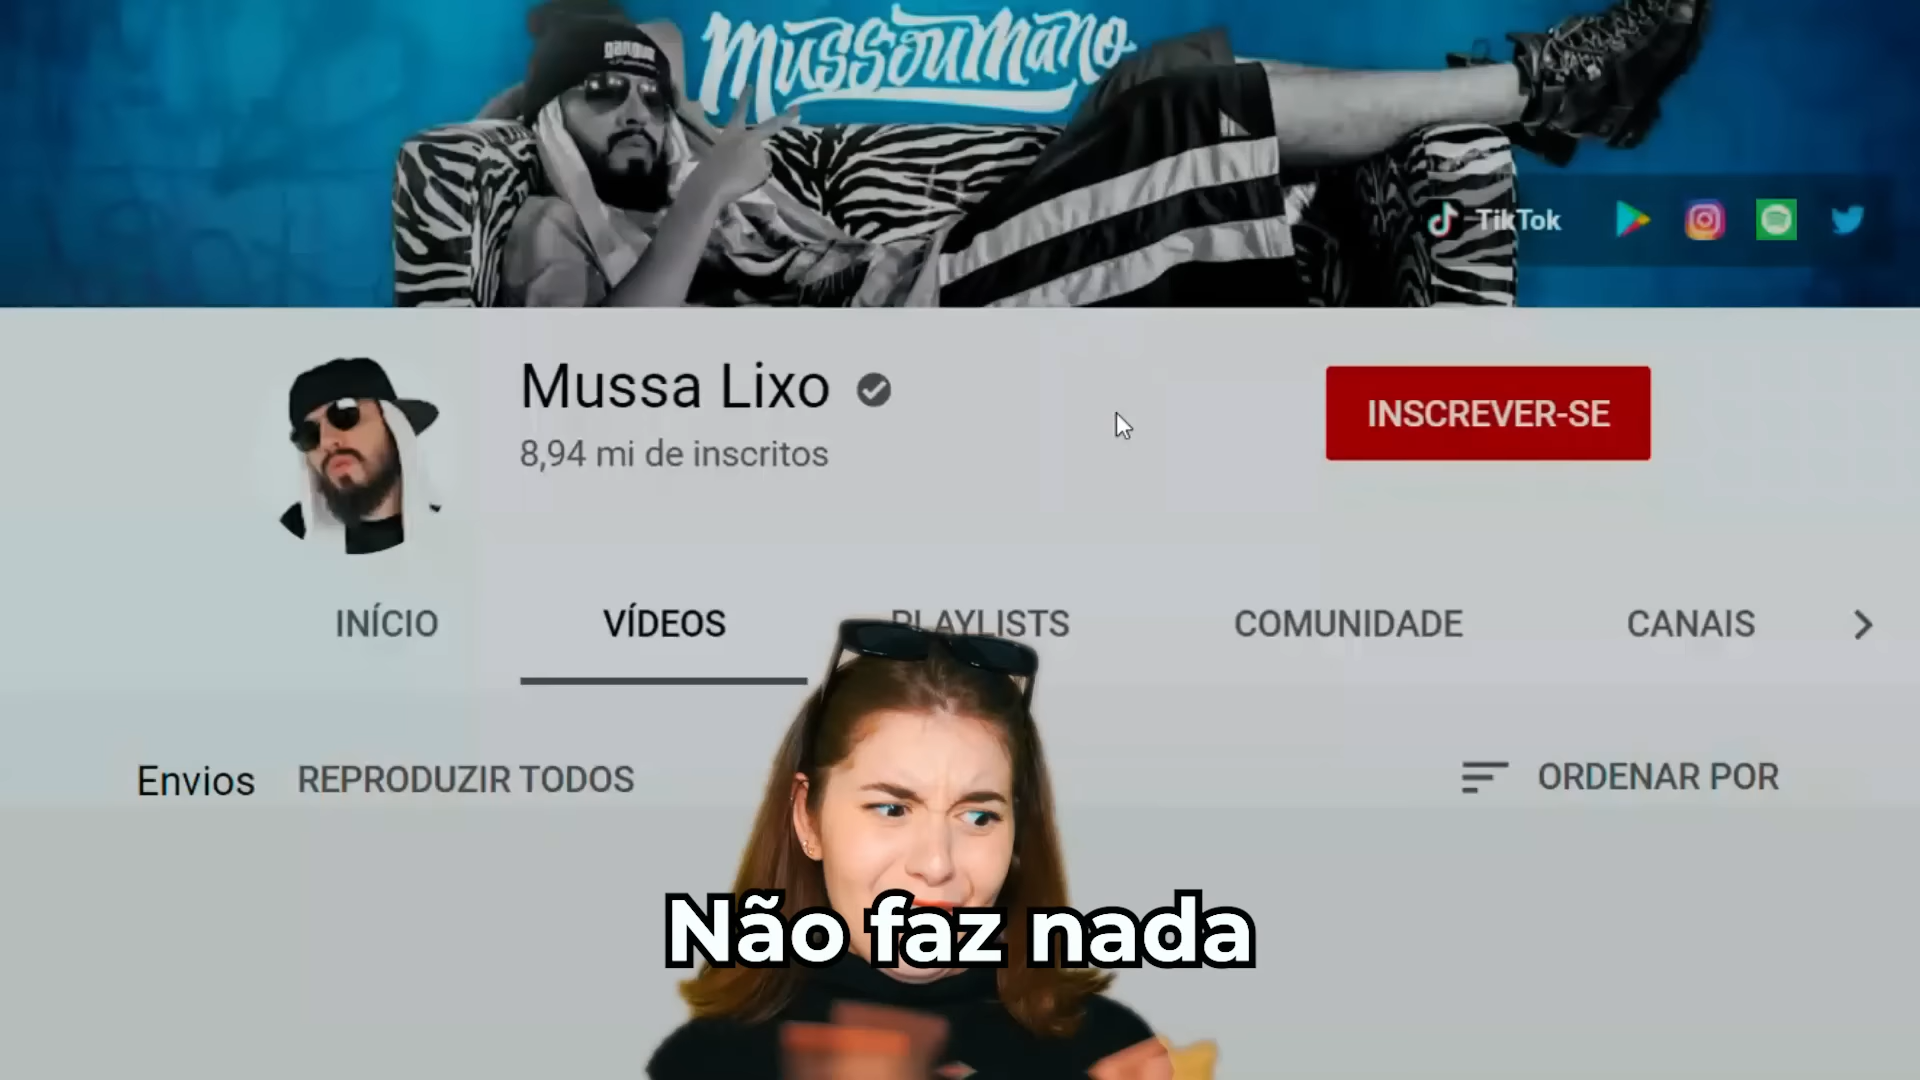 Mussoumano
TikTok
Mussa Lixo
8,94 mi de inscritos
INSCREVER-SE
INÍCIO
VÍDEOS
PLAYLISTS
COMUNIDADE
CANAIS
Envios
REPRODUZIR TODOS
ORDENAR POR
Não faz nada